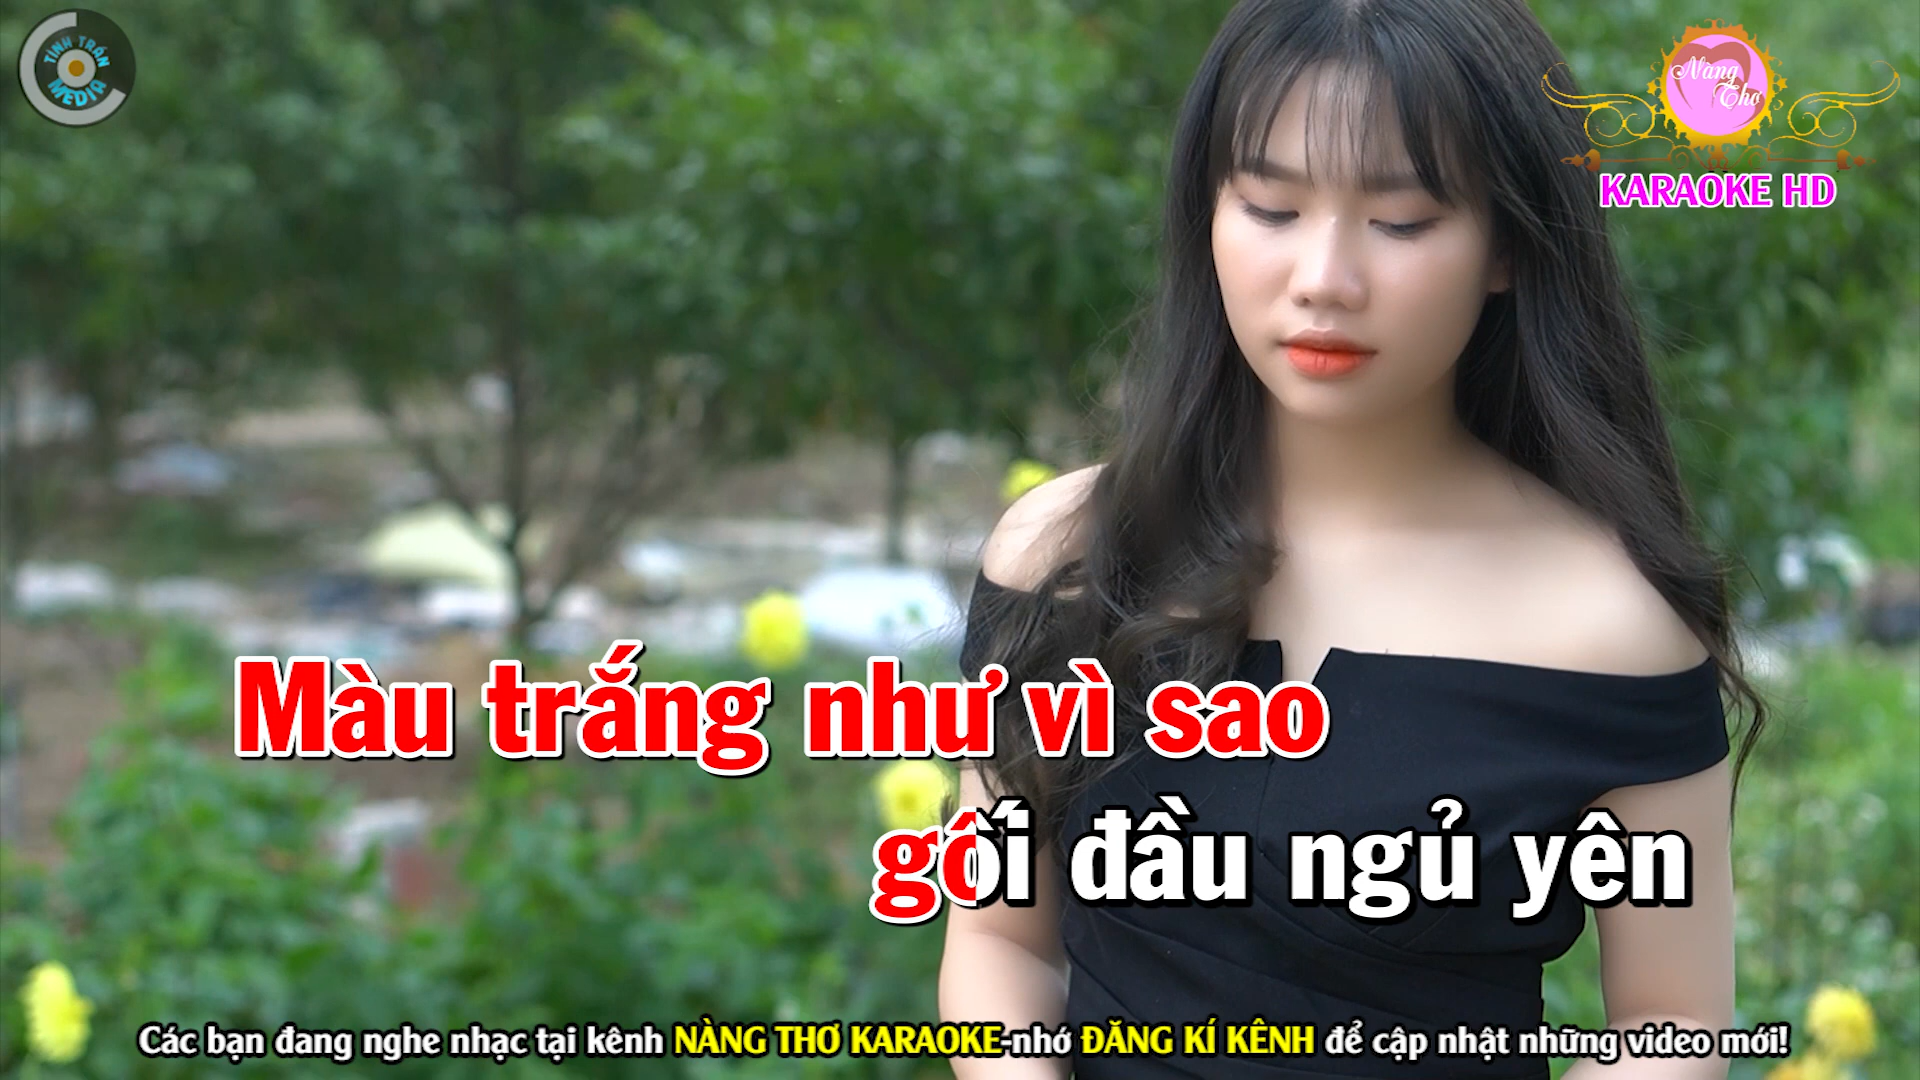 TÌNH TRẦN
MEDIA
Nàng
Thơ
KARAOKE HD
Màu trắng như vì sao
gối đầu ngủ yên
Các bạn đang nghe nhạc tại kênh NÀNG THƠ KARAOKE-nhớ ĐĂNG KÍ KÊNH để cập nhật những video mới!